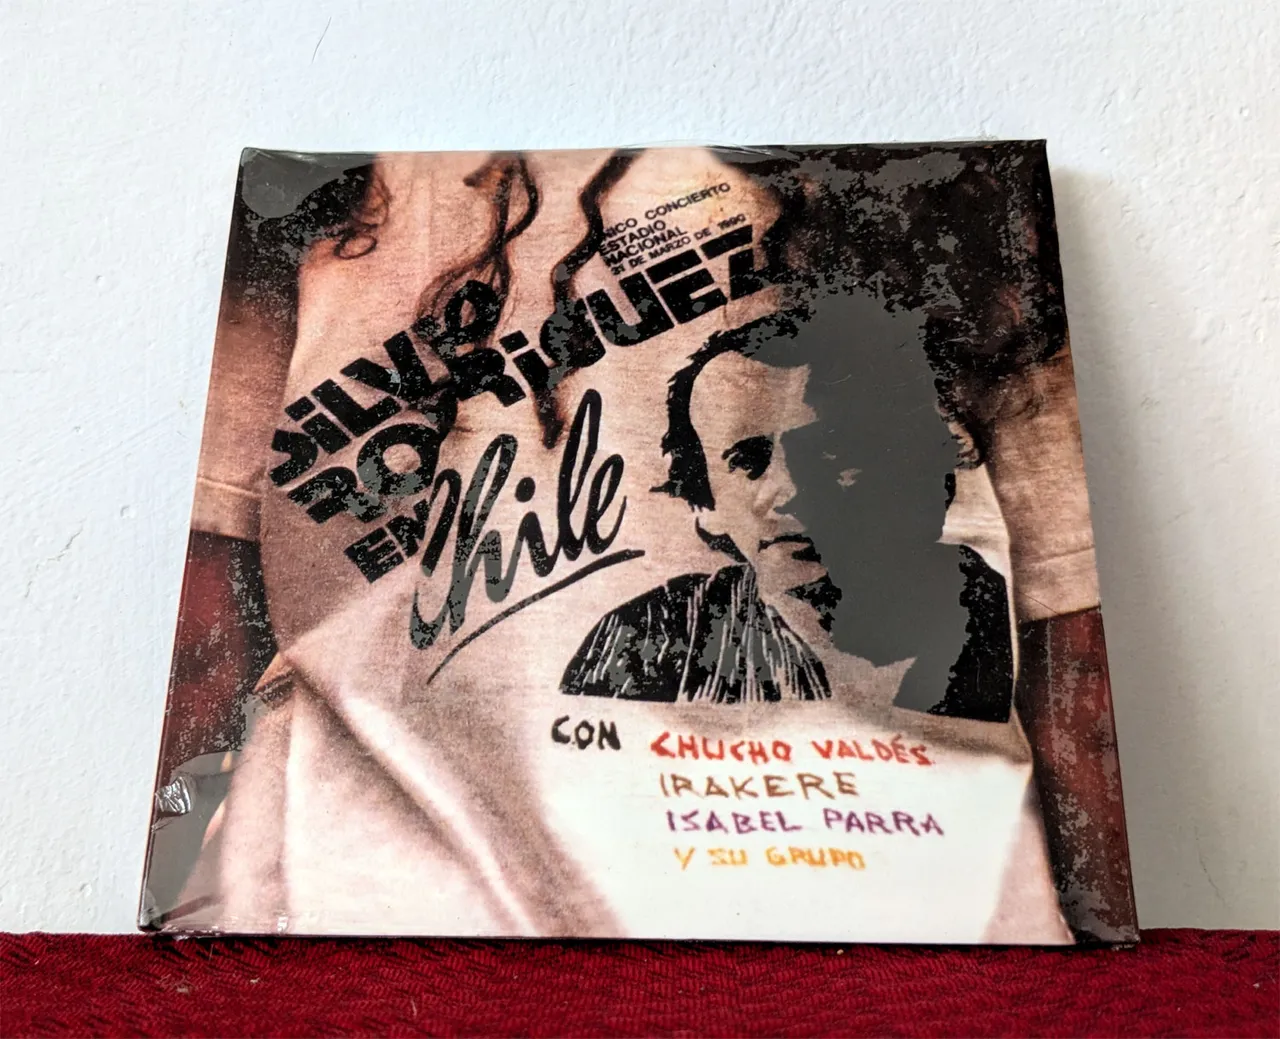 CONCIERTO
ESTADIO
NACIONAL
31 DE MARZO DE 1990
SiLViO
RODRiGUEZ
EN
Chile
CON CHUCHO VALDÉS
IRAKERE
ISABEL PARRA
Y SU GRUPO